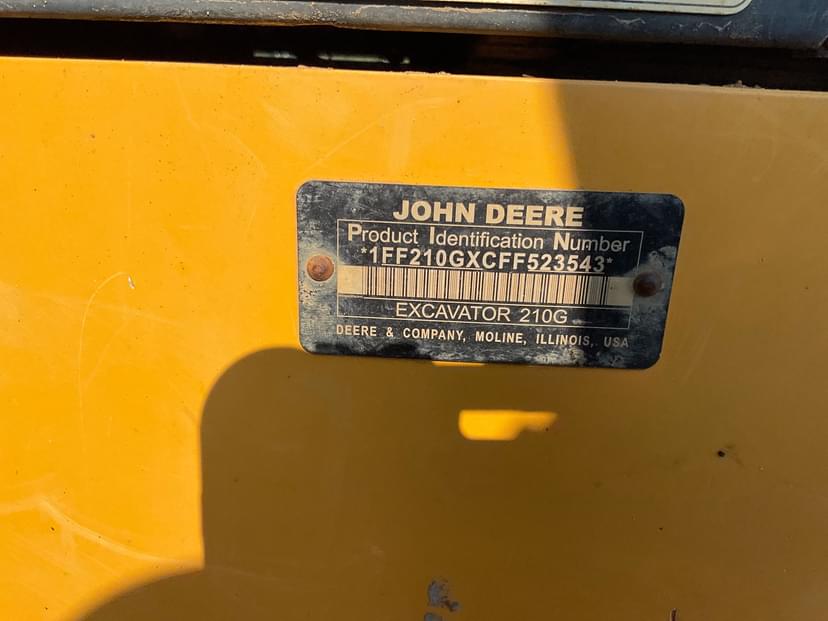 JOHN DEERE
Product Identification Number
*1FF210GXCFF523543*
EXCAVATOR 210G
DEERE & COMPANY, MOLINE, ILLINOIS, USA